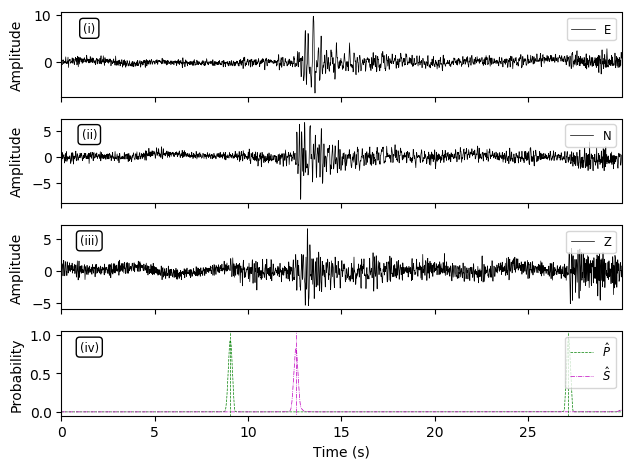 (i)
E
10
0
Amplitude
(ii)
N
5
0
−5
Amplitude
(iii)
Z
5
0
−5
Amplitude
(iv)
P̂
Ŝ
1.0
0.5
0.0
Probability
0 5 10 15 20 25
Time (s)